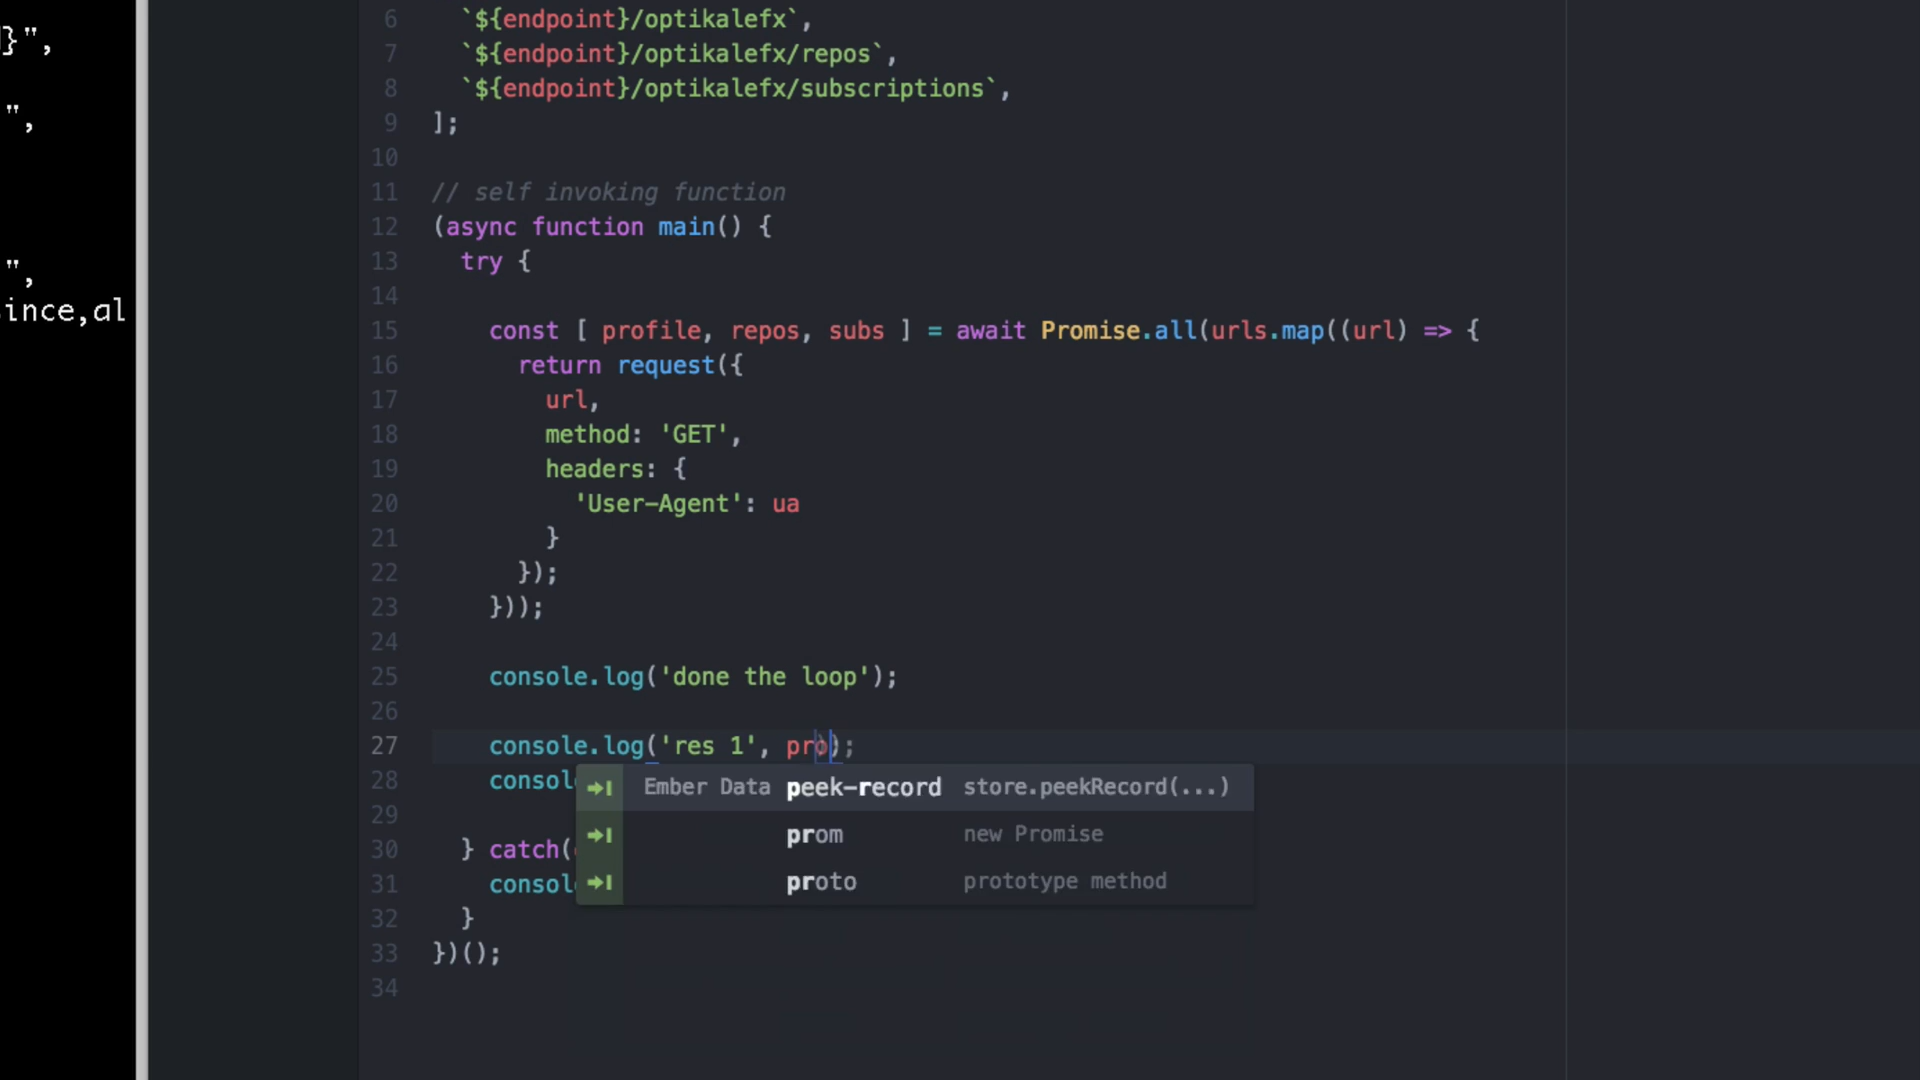 }",
",
",
ince,al
6 `${endpoint}/optikalefx`,
7 `${endpoint}/optikalefx/repos`,
8 `${endpoint}/optikalefx/subscriptions`,
9 ];
10
11 // self invoking function
12 (async function main() {
13 try {
14
15 const [ profile, repos, subs ] = await Promise.all(urls.map((url) => {
16 return request({
17 url,
18 method: 'GET',
19 headers: {
20 'User-Agent': ua
21 }
22 });
23 }));
24
25 console.log('done the loop');
26
27 console.log('res 1', pro);
28 consol
Ember Data peek-record store.peekRecord(...)
29
prom new Promise
30 } catch(
31 consol
proto prototype method
32 }
33 })();
34